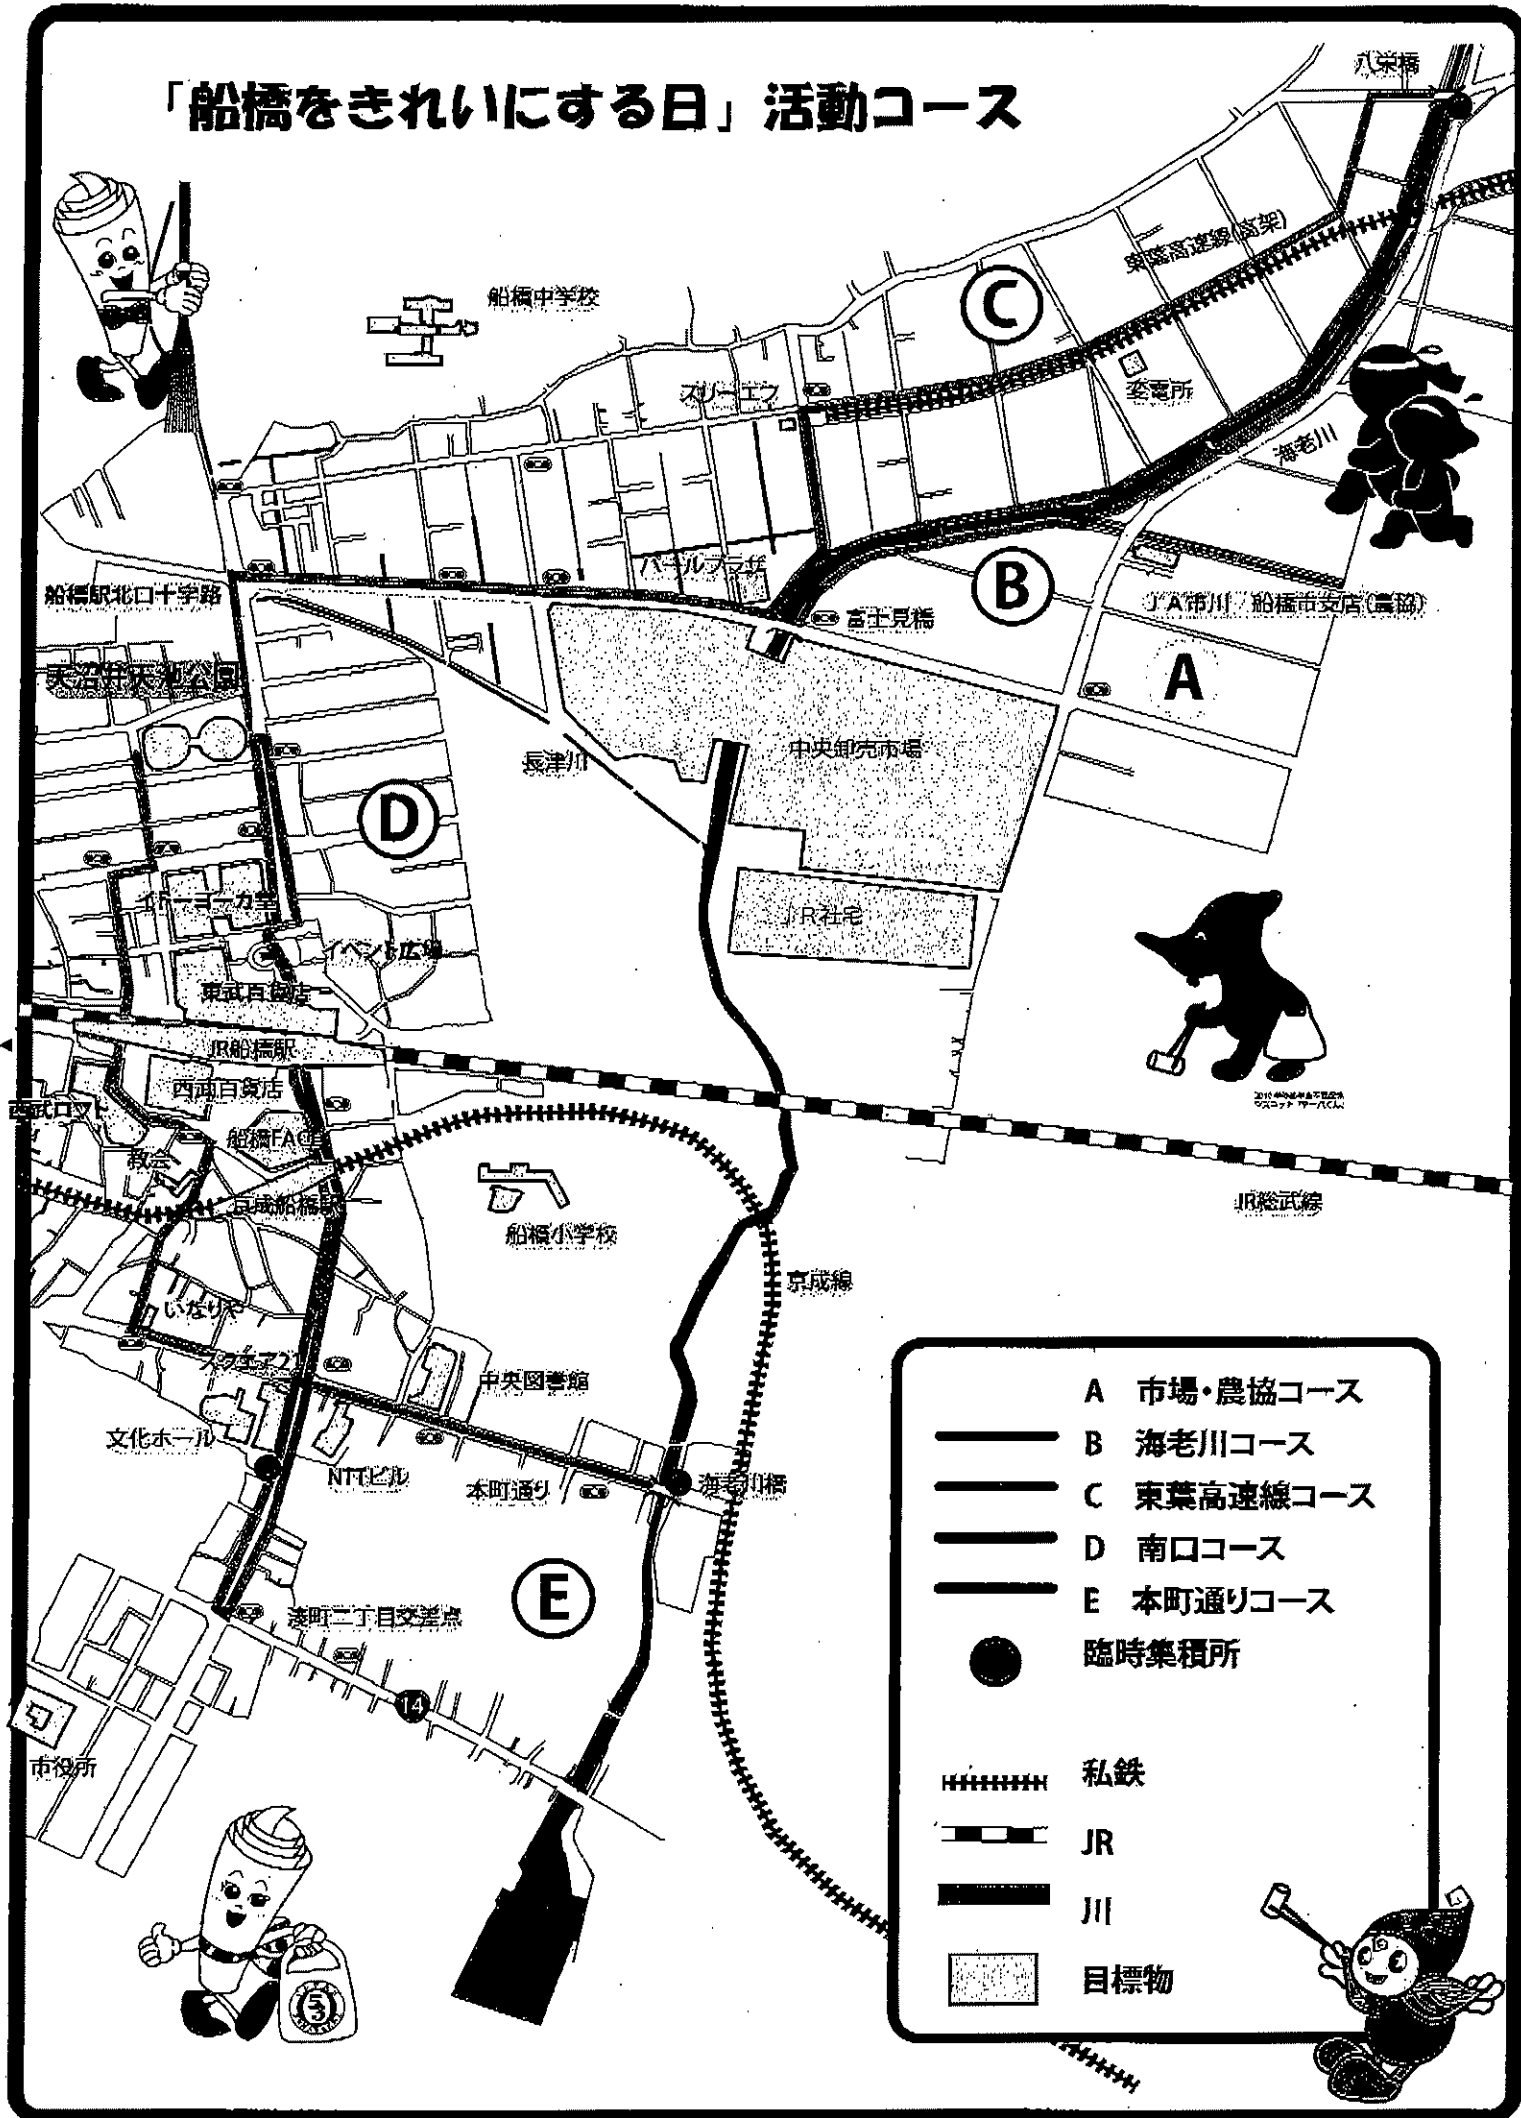 「船橋をきれいにする日」活動コース
八栄橋
東葉高速線(高架)
船橋中学校
C
スリーエフ
変電所
海老川
パールプラザ
B
船橋駅北口十字路
富士見橋
JA市川/船橋市支店(農協)
天沼弁天池公園
A
長津川
中央卸売市場
D
イトーヨーカ堂
JR社宅
イベント広場
東武百貨店
JR船橋駅
西武百貨店
西武ロフト
船橋FACE
教会
京成船橋駅
船橋小学校
JR総武線
京成線
いなりや
スクエア21
中央図書館
文化ホール
NTTビル
本町通り
海老川橋
E
湊町二丁目交差点
14
市役所
A 市場・農協コース
B 海老川コース
C 東葉高速線コース
D 南口コース
E 本町通りコース
臨時集積所
私鉄
JR
川
目標物
53